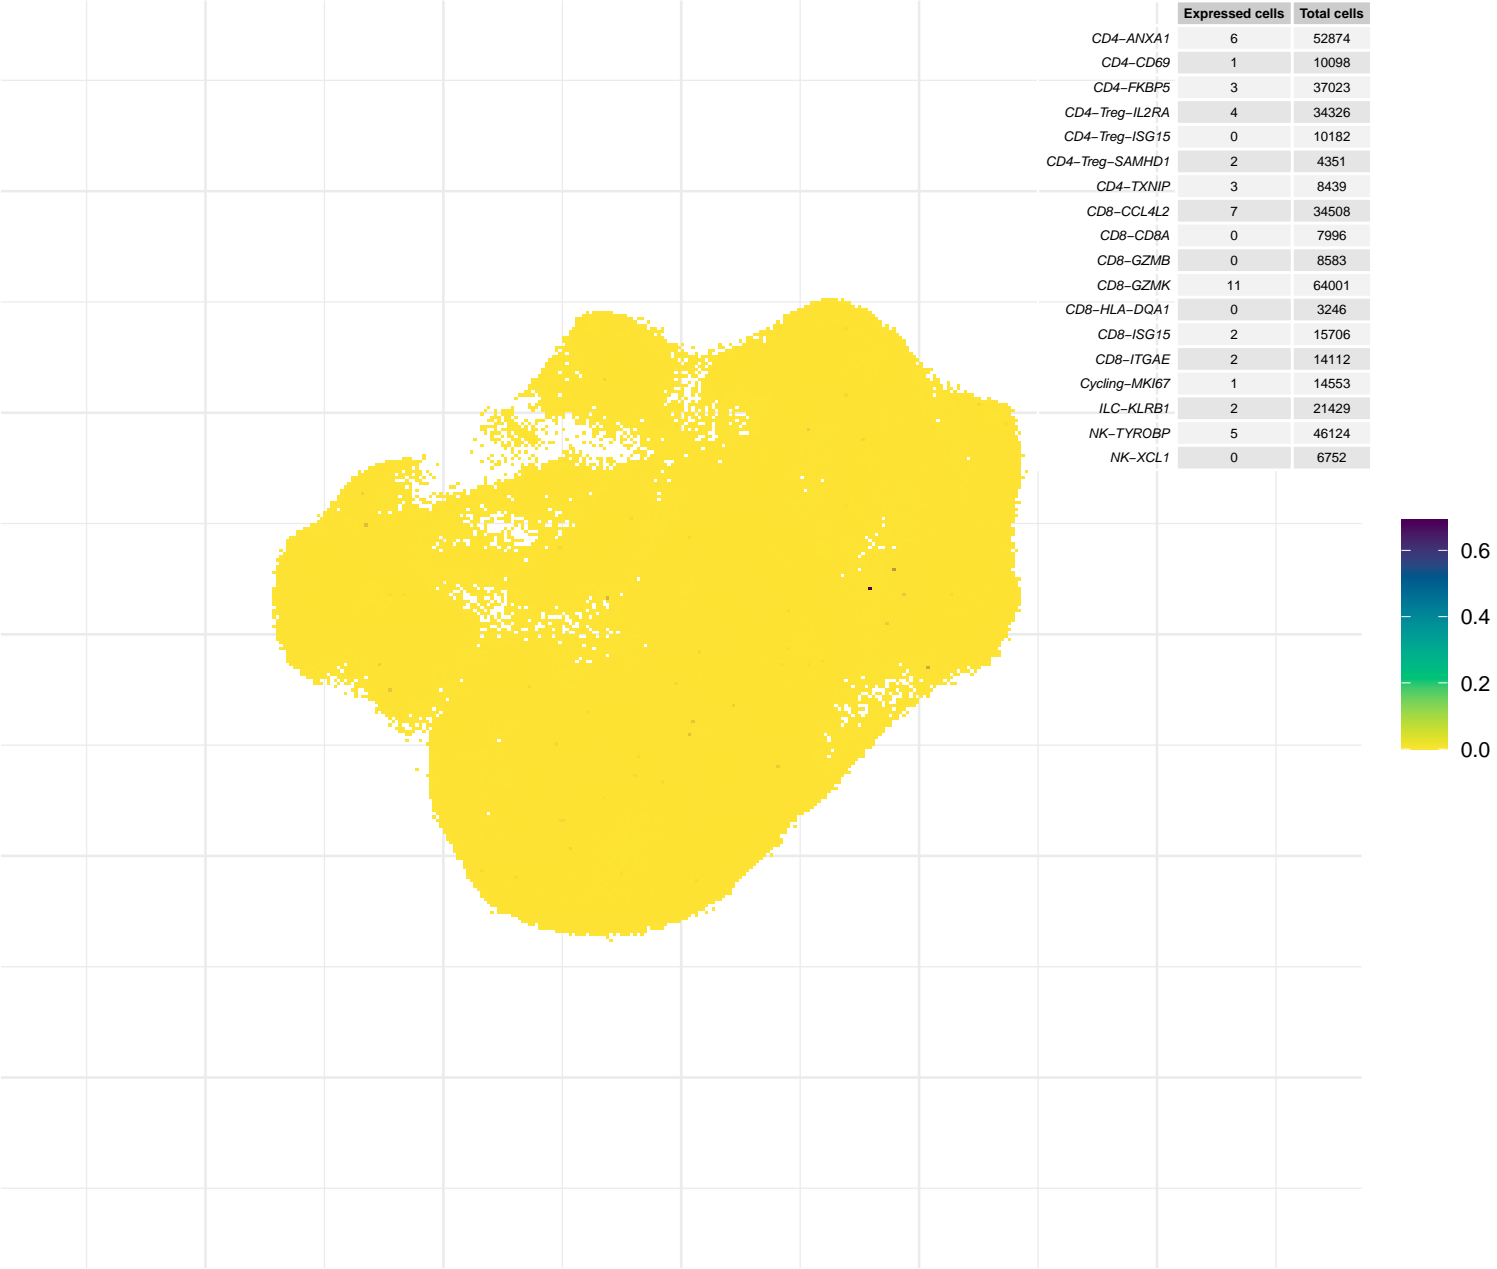 Expressed cells Total cells
CD4−ANXA1 6 52874
CD4−CD69 1 10098
CD4−FKBP5 3 37023
CD4−Treg−IL2RA 4 34326
CD4−Treg−ISG15 0 10182
CD4−Treg−SAMHD1 2 4351
CD4−TXNIP 3 8439
CD8−CCL4L2 7 34508
CD8−CD8A 0 7996
CD8−GZMB 0 8583
CD8−GZMK 11 64001
CD8−HLA−DQA1 0 3246
CD8−ISG15 2 15706
CD8−ITGAE 2 14112
Cycling−MKI67 1 14553
ILC−KLRB1 2 21429
NK−TYROBP 5 46124
NK−XCL1 0 6752
0.6
0.4
0.2
0.0